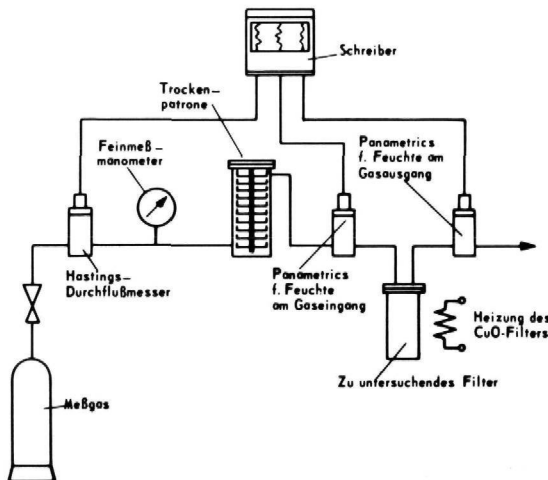 Schreiber
Trocken-
patrone
Feinmeß-
manometer
Panametrics
f. Feuchte am
Gasausgang
Hastings-
Durchflußmesser
Panametrics
f. Feuchte
am Gaseingang
Heizung des
CuO-Filters
Zu untersuchendes Filter
Meßgas